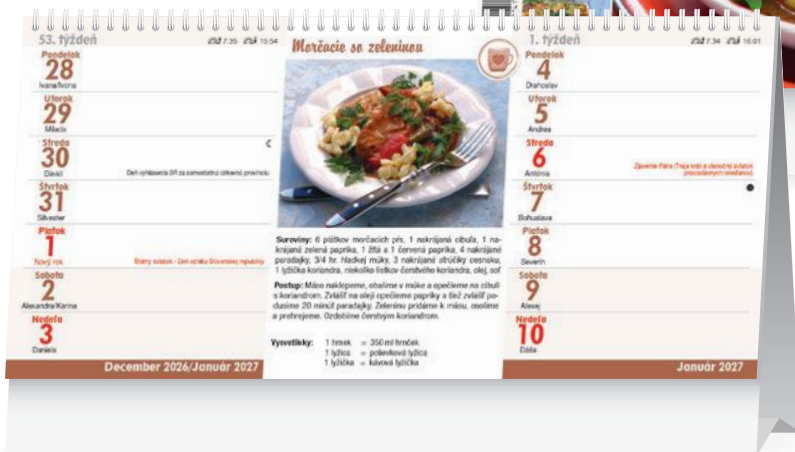 53. týždeň
7:35 15:54
Pondelok
28
Ivana/Ivona
Utorok
29
Milada
Streda
30
Dávid
Deň vyhlásenia SR za samostatnú cirkevnú provinciu
Štvrtok
31
Silvester
Piatok
1
Nový rok
Štátny sviatok - Deň vzniku Slovenskej republiky
Sobota
2
Alexandra/Karina
Nedeľa
3
Daniela
December 2026/Január 2027
Morčacie so zeleninou
Suroviny: 6 plátkov morčacích pŕs, 1 nakrájaná cibuľa, 1 na-
krájaná zelená paprika, 1 žltá a 1 červená paprika, 4 nakrájané
paradajky, 3/4 hr. hladkej múky, 3 nakrájané strúčiky cesnaku,
1 lyžička koriandra, niekoľko lístkov čerstvého koriandra, olej, soľ
Postup: Mäso naklepeme, obalíme v múke a opečieme na cibuli
s koriandrom. Zvlášť na oleji opečieme papriky a tiež zvlášť po-
dusíme 20 minút paradajky. Zeleninu pridáme k mäsu, osolíme
a prehrejeme. Ozdobíme čerstvým koriandrom.
Vysvetlivky: 1 hrnek = 350 ml hrnček
1 lyžica = polievková lyžica
1 lyžička = kávová lyžička
1. týždeň
7:34 16:01
Pondelok
4
Drahoslav
Utorok
5
Andrea
Streda
6
Antónia
Zjavenie Pána (Traja králi a vianočný sviatok
pravoslávnych kresťanov)
Štvrtok
7
Bohuslava
Piatok
8
Severín
Sobota
9
Alexej
Nedeľa
10
Dáša
Január 2027